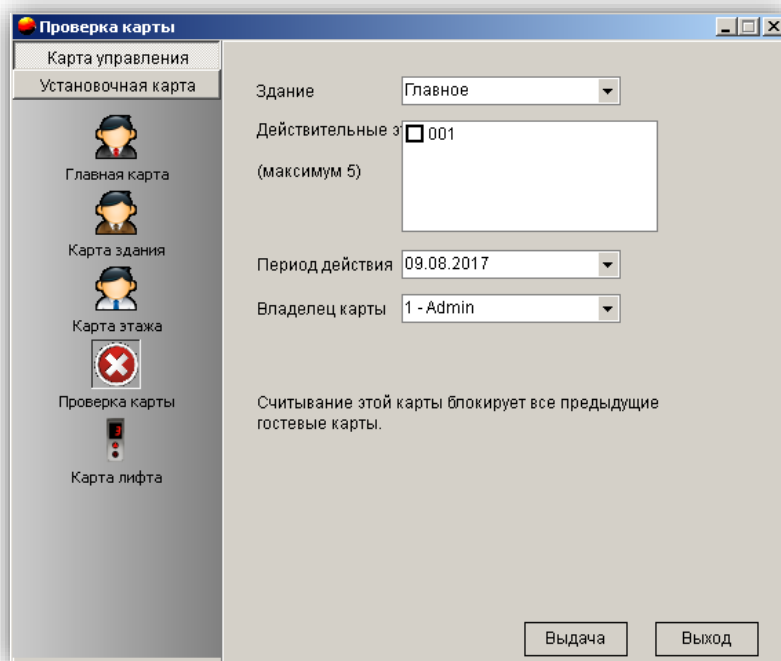 Проверка карты
Карта управления
Установочная карта
Главная карта
Карта здания
Карта этажа
Проверка карты
Карта лифта
Здание
Главное
Действительные э
001
(максимум 5)
Период действия
09.08.2017
Владелец карты
1 - Admin
Считывание этой карты блокирует все предыдущие
гостевые карты.
Выдача
Выход